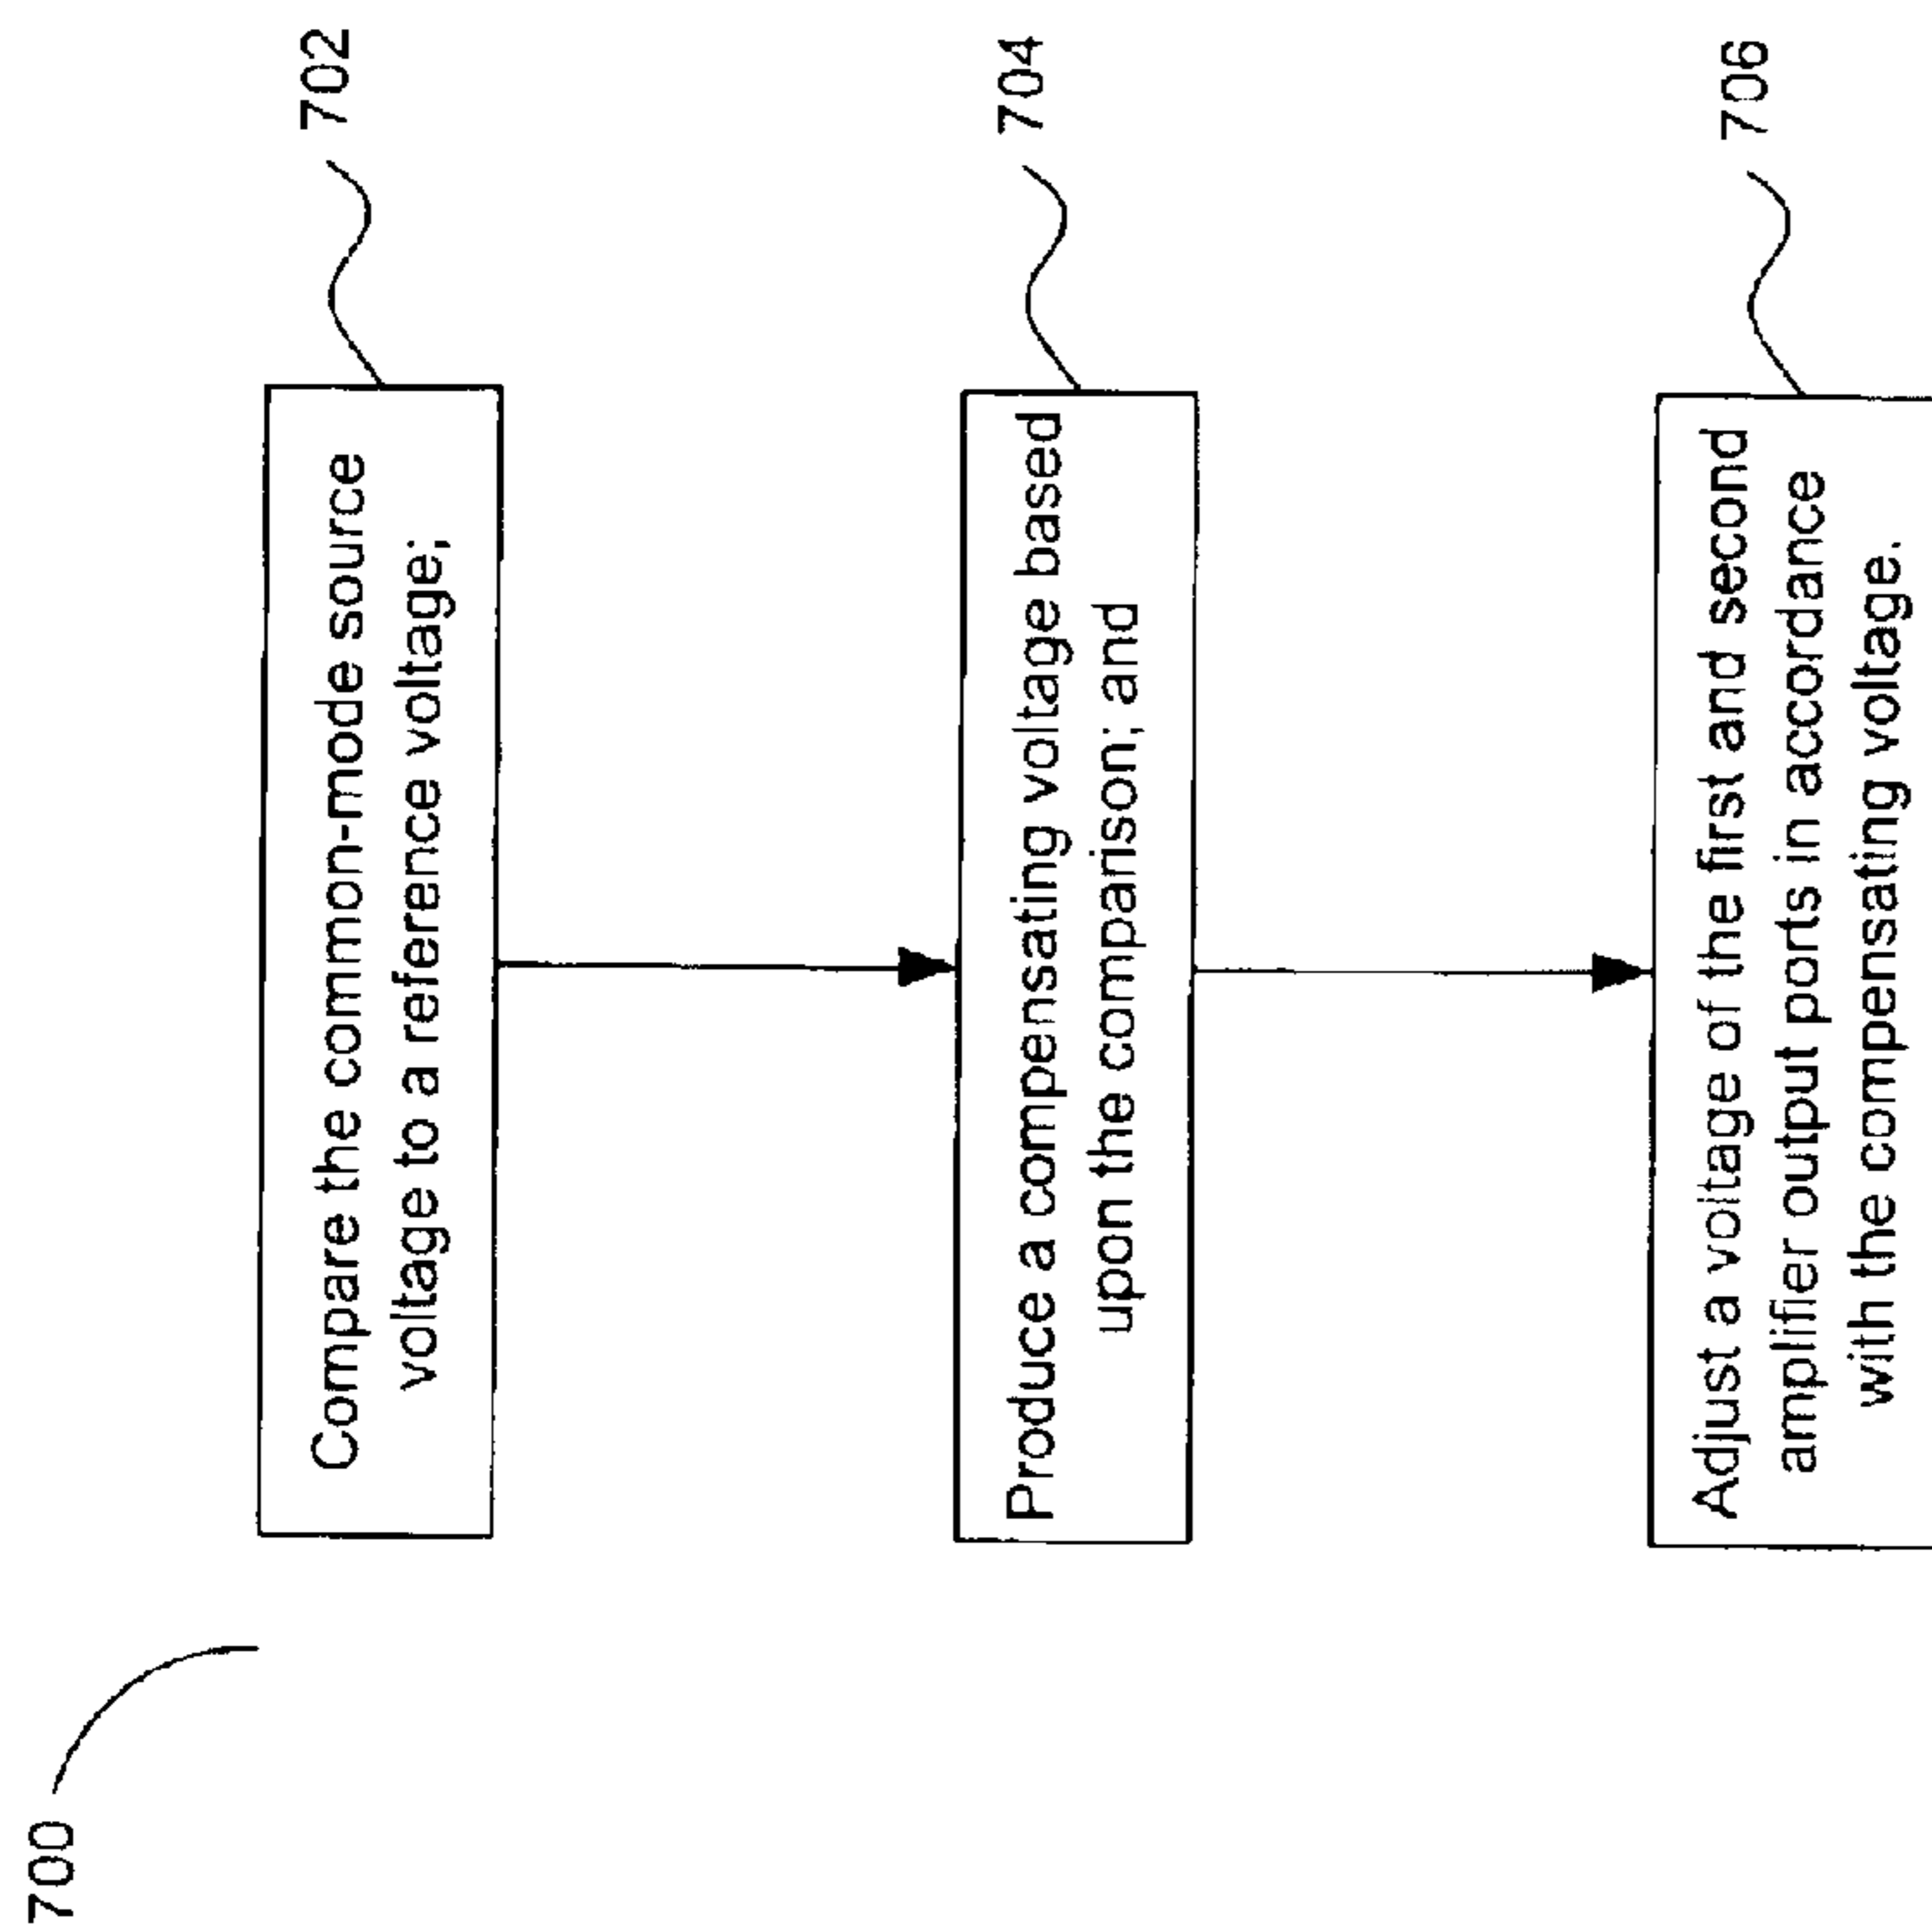 700
Compare the common-mode source
voltage to a reference voltage;
702
Produce a compensating voltage based
upon the comparison; and
704
Adjust a voltage of the first and second
amplifier output ports in accordance
with the compensating voltage.
706